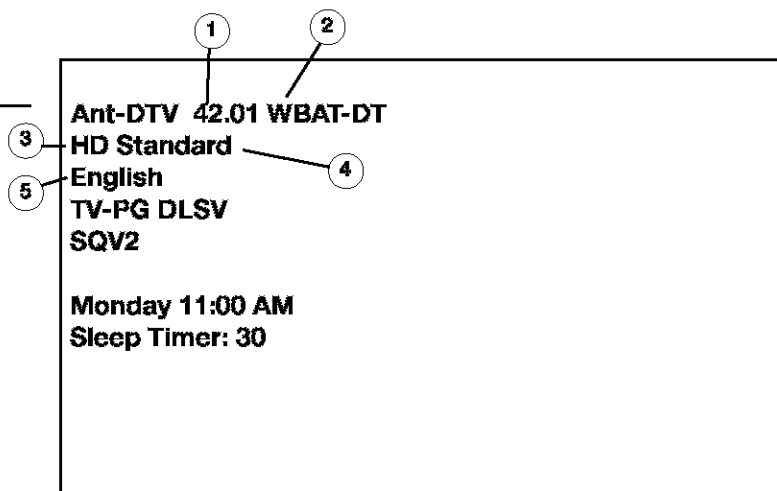 1
2
Ant-DTV 42.01 WBAT-DT
3
HD Standard
4
5
English
TV-PG DLSV
SQV2
Monday 11:00 AM
Sleep Timer: 30